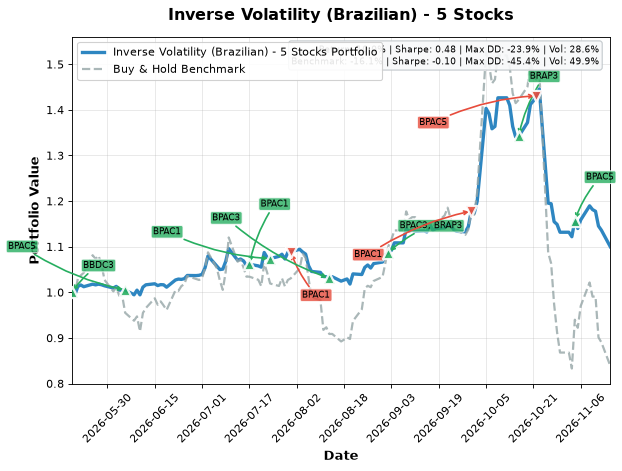 Inverse Volatility (Brazilian) - 5 Stocks
Inverse Volatility (Brazilian) - 5 Stocks Portfolio
% | Sharpe: 0.48 | Max DD: -23.9% | Vol: 28.6%
Buy & Hold Benchmark
Benchmark: -16.1% | Sharpe: -0.10 | Max DD: -45.4% | Vol: 49.9%
BRAP3
BPAC5
BPAC5
BPAC1
BPAC3
BPAC1
BPAC3
BRAP3
BPAC5
BPAC1
BBDC3
BPAC1
Portfolio Value
1.5
1.4
1.3
1.2
1.1
1.0
0.9
0.8
2026-05-30
2026-06-15
2026-07-01
2026-07-17
2026-08-02
2026-08-18
2026-09-03
2026-09-19
2026-10-05
2026-10-21
2026-11-06
Date